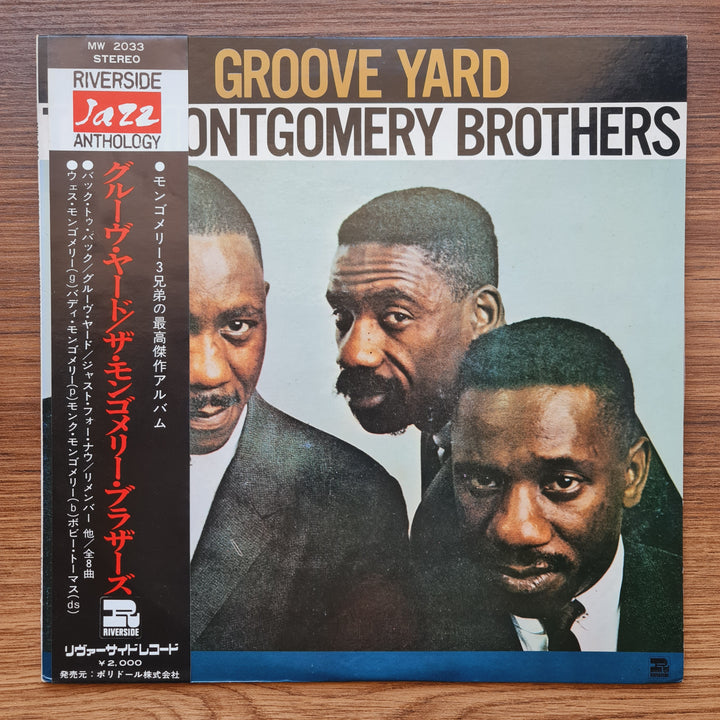 MW 2033
STEREO
RIVERSIDE
Jazz
ANTHOLOGY
●モンゴメリー3兄弟の最高傑作アルバム
グルーヴ・ヤード/ザ・モンゴメリー・ブラザーズ
●バック・トゥ・バック/グルーヴ・ヤード/ジャスト・フォー・ナウ/リメンバー 他/全8曲
●ウェス・モンゴメリー(g)バディ・モンゴメリー(p)モンク・モンゴメリー(b)ボビー・トーマス(ds)
R
RIVERSIDE
リヴァーサイドレコード
¥2,000
発売元:ポリドール株式会社
GROOVE YARD
T ONTGOMERY BROTHERS
R
RIVERSIDE